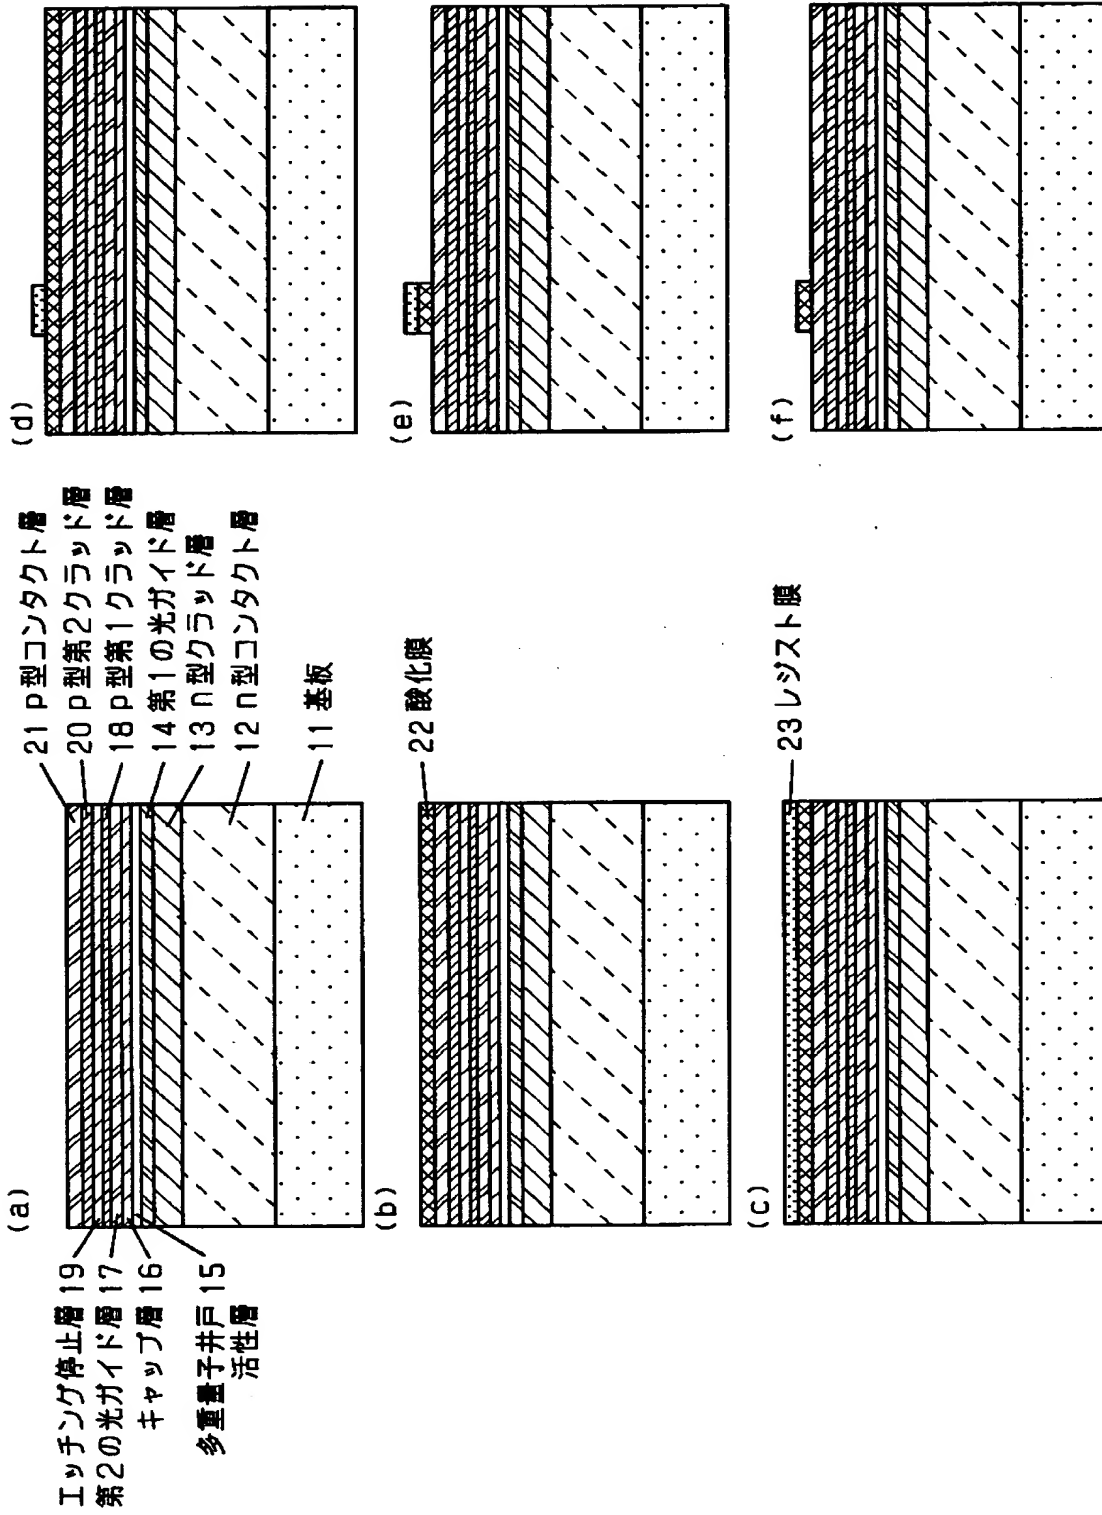 (a)
21 p型コンタクト層
20 p型第2クラッド層
18 p型第1クラッド層
14 第1の光ガイド層
13 n型クラッド層
12 n型コンタクト層
11 基板
エッチング停止層 19
第2の光ガイド層 17
キャップ層 16
多重量子井戸 15
活性層
(b)
22 酸化膜
(c)
23 レジスト膜
(d)
(e)
(f)